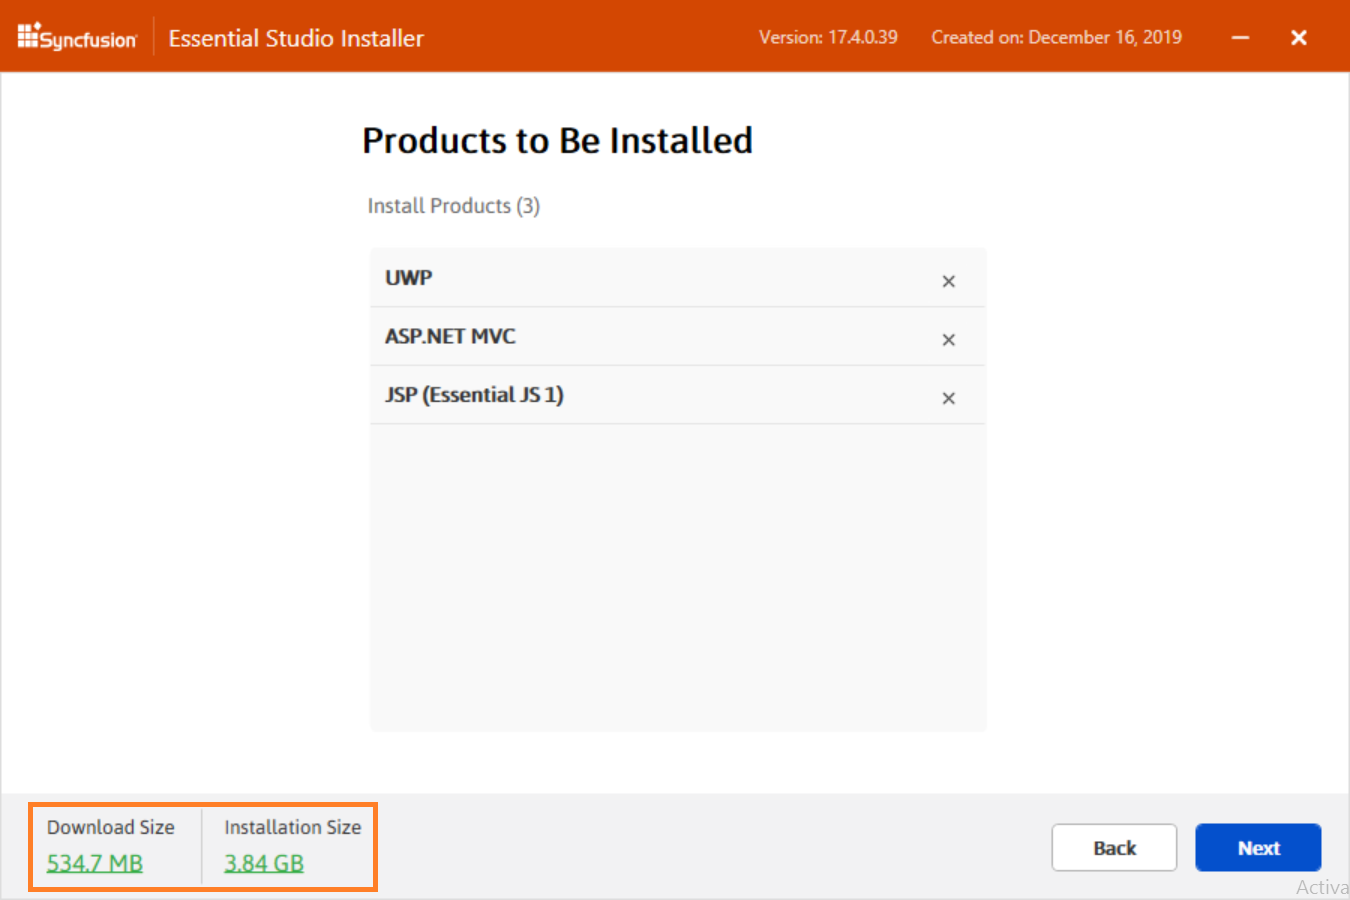 Syncfusion Essential Studio Installer Version: 17.4.0.39 Created on: December 16, 2019
Products to Be Installed
Install Products (3)
UWP
ASP.NET MVC
JSP (Essential JS 1)
Download Size Installation Size
534.7 MB 3.84 GB
Back Next
Activa